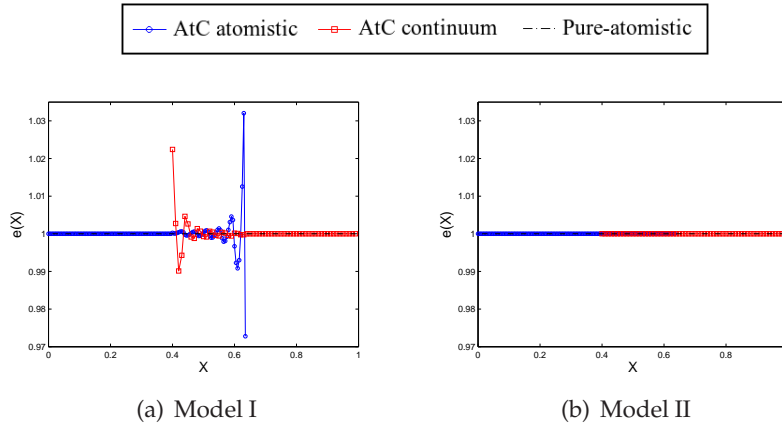 AtC atomistic AtC continuum Pure-atomistic
1.03
1.02
1.01
1
0.99
0.98
0.97
e(X)
0 0.2 0.4 0.6 0.8 1
X
(a) Model I
1.03
1.02
1.01
1
0.99
0.98
0.97
e(X)
0 0.2 0.4 0.6 0.8
X
(b) Model II